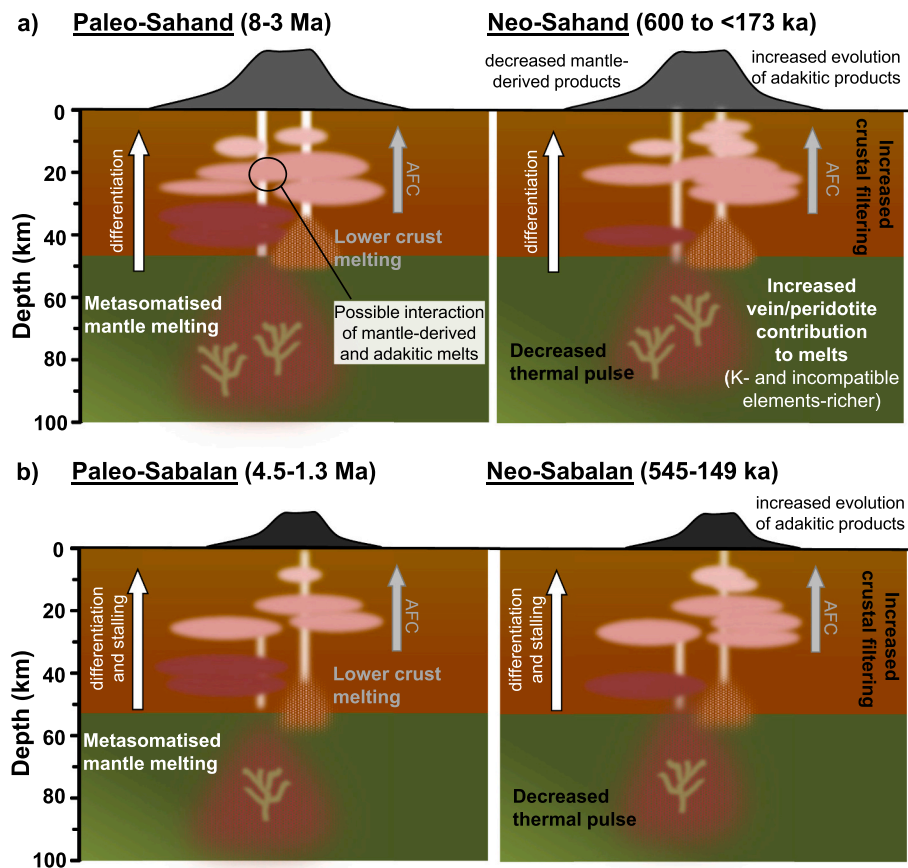 a) Paleo-Sahand (8-3 Ma)
Neo-Sahand (600 to <173 ka)
decreased mantle-
derived products
increased evolution
of adakitic products
Depth (km)
0
20
40
60
80
100
differentiation
AFC
Lower crust
melting
Metasomatised
mantle melting
Possible interaction
of mantle-derived
and adakitic melts
differentiation
AFC
Increased
crustal filtering
Increased
vein/peridotite
contribution
to melts
(K- and incompatible
elements-richer)
Decreased
thermal pulse
b) Paleo-Sabalan (4.5-1.3 Ma)
Neo-Sabalan (545-149 ka)
increased evolution
of adakitic products
Depth (km)
0
20
40
60
80
100
differentiation
and stalling
AFC
Lower crust
melting
Metasomatised
mantle melting
differentiation
and stalling
AFC
Increased
crustal filtering
Decreased
thermal pulse